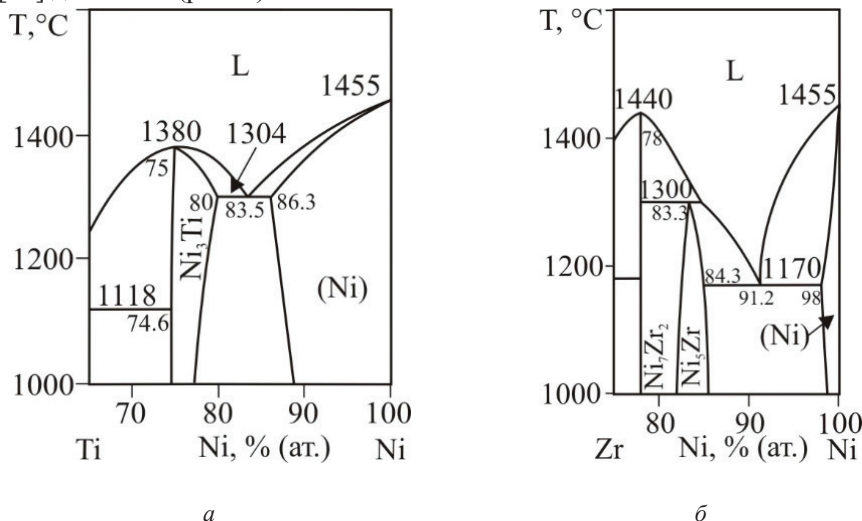 T,°C
L
1455
1380
1304
1400
75
80
83.5
86.3
Ni₃Ti
1200
1118
74.6
(Ni)
1000
70
80
90
100
Ti
Ni, % (ат.)
Ni
а
T, °C
L
1440
1455
1400
78
1300
83.3
1200
84.3
1170
91.2
98
Ni₇Zr₂
Ni₅Zr
(Ni)
1000
80
90
100
Zr
Ni, % (ат.)
Ni
б